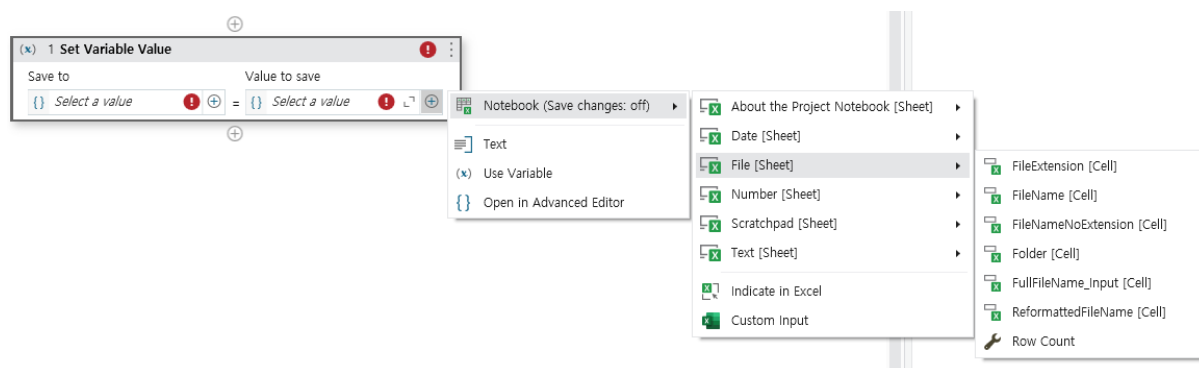 (x) 1 Set Variable Value
Save to
Value to save
{} Select a value = {} Select a value
Notebook (Save changes: off)
Text
(x) Use Variable
{} Open in Advanced Editor
About the Project Notebook [Sheet]
Date [Sheet]
File [Sheet]
Number [Sheet]
Scratchpad [Sheet]
Text [Sheet]
Indicate in Excel
Custom Input
FileExtension [Cell]
FileName [Cell]
FileNameNoExtension [Cell]
Folder [Cell]
FullFileName_Input [Cell]
ReformattedFileName [Cell]
Row Count